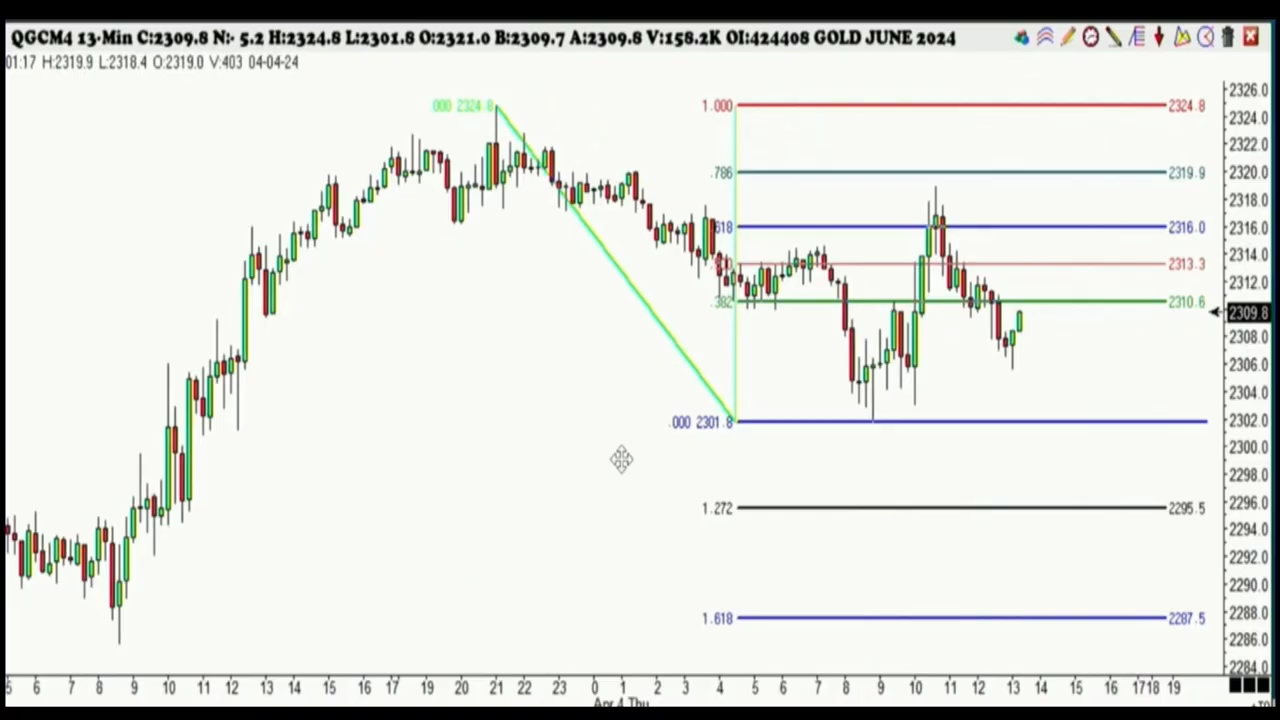 QGCM4 13-Min C:2309.8 N:- 5.2 H:2324.8 L:2301.8 O:2321.0 B:2309.7 A:2309.8 V:158.2K OI:424408 GOLD JUNE 2024
01:17 H:2319.9 L:2318.4 O:2319.0 V:403 04-04-24
2326.0
.000 2324.8 1.000 2324.8
2324.0
2322.0
.786 2319.9 2320.0
2318.0
.618 2316.0 2316.0
2314.0
2313.3
2312.0
.382 2310.6
2309.8
2308.0
2306.0
2304.0
.000 2301.8 2302.0
2300.0
2298.0
2296.0
1.272 2295.5
2294.0
2292.0
2290.0
2288.0
1.618 2287.5
2286.0
2284.0
5 6 7 8 9 10 11 12 13 14 15 16 17 19 20 21 22 23 0 1 2 3 4 5 6 7 8 9 10 11 12 13 14 15 16 17 18 19
Apr 4 Thu